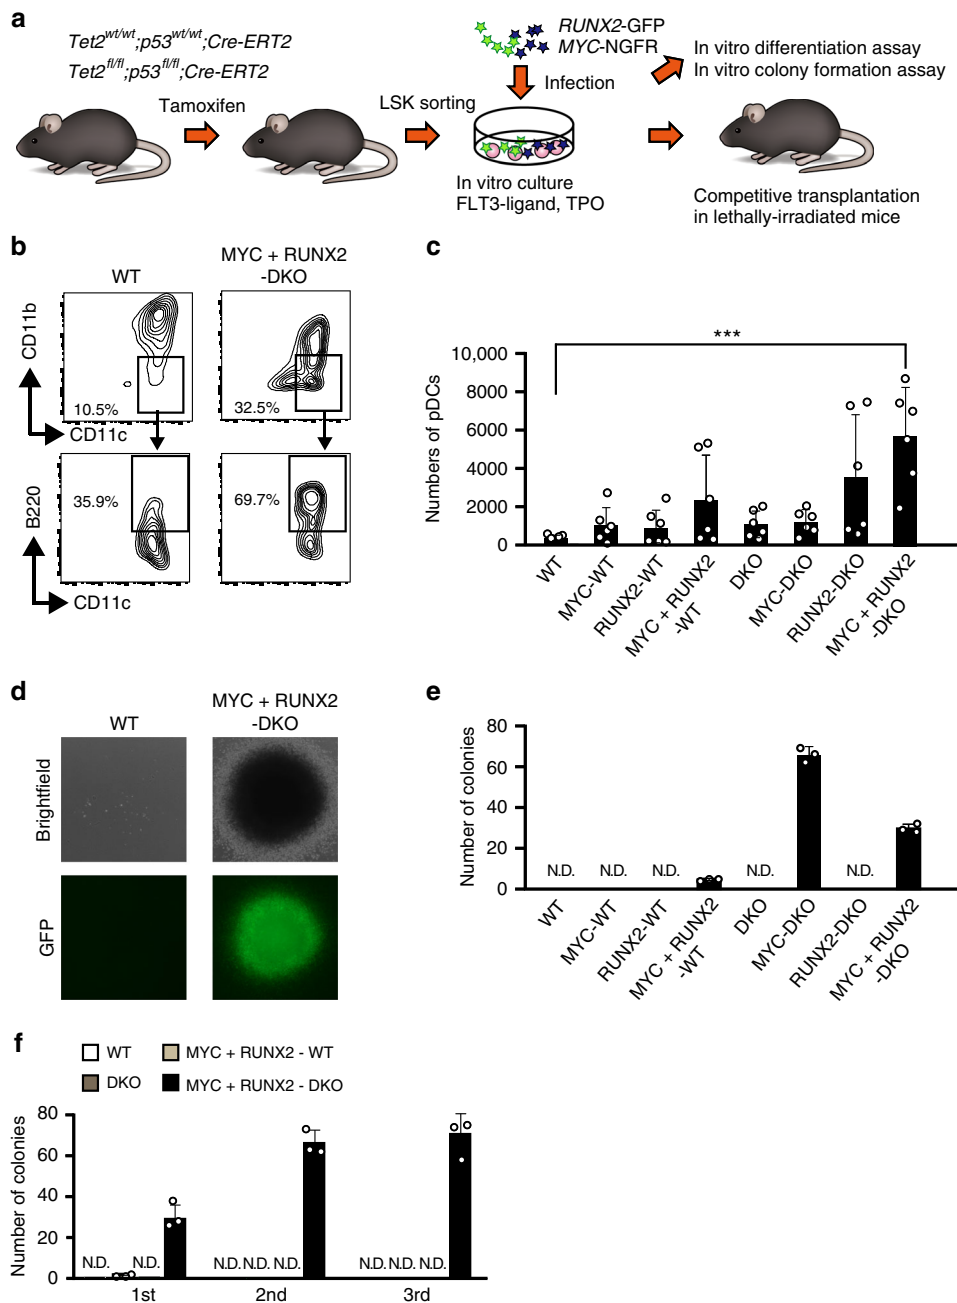 a
Tet2wt/wt;p53wt/wt;Cre-ERT2
Tet2fl/fl;p53fl/fl;Cre-ERT2
Tamoxifen
LSK sorting
RUNX2-GFP
MYC-NGFR
Infection
In vitro culture
FLT3-ligand, TPO
In vitro differentiation assay
In vitro colony formation assay
Competitive transplantation
in lethally-irradiated mice
b
WT
MYC + RUNX2
-DKO
CD11b
10.5%
32.5%
CD11c
B220
35.9%
69.7%
CD11c
c
***
Numbers of pDCs
10,000
8000
6000
4000
2000
0
WT
MYC-WT
RUNX2-WT
MYC + RUNX2
-WT
DKO
MYC-DKO
RUNX2-DKO
MYC + RUNX2
-DKO
d
WT
MYC + RUNX2
-DKO
Brightfield
GFP
e
Number of colonies
80
60
40
20
0
N.D.
N.D.
N.D.
N.D.
N.D.
WT
MYC-WT
RUNX2-WT
MYC + RUNX2
-WT
DKO
MYC-DKO
RUNX2-DKO
MYC + RUNX2
-DKO
f
WT
MYC + RUNX2 - WT
DKO
MYC + RUNX2 - DKO
Number of colonies
80
60
40
20
0
N.D. N.D.
N.D. N.D. N.D.
N.D. N.D. N.D.
1st
2nd
3rd